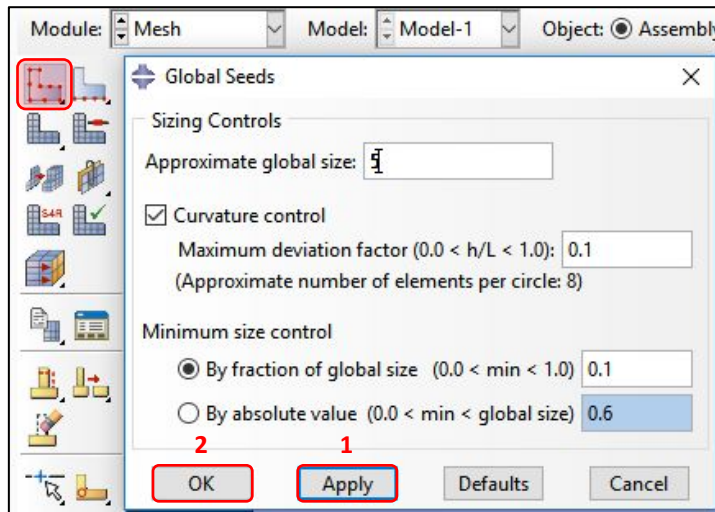 Module: Mesh Model: Model-1 Object: Assembly
Global Seeds
Sizing Controls
Approximate global size: 5
Curvature control
Maximum deviation factor (0.0 < h/L < 1.0): 0.1
(Approximate number of elements per circle: 8)
S4R
Minimum size control
By fraction of global size (0.0 < min < 1.0) 0.1
By absolute value (0.0 < min < global size) 0.6
2 1
OK Apply Defaults Cancel